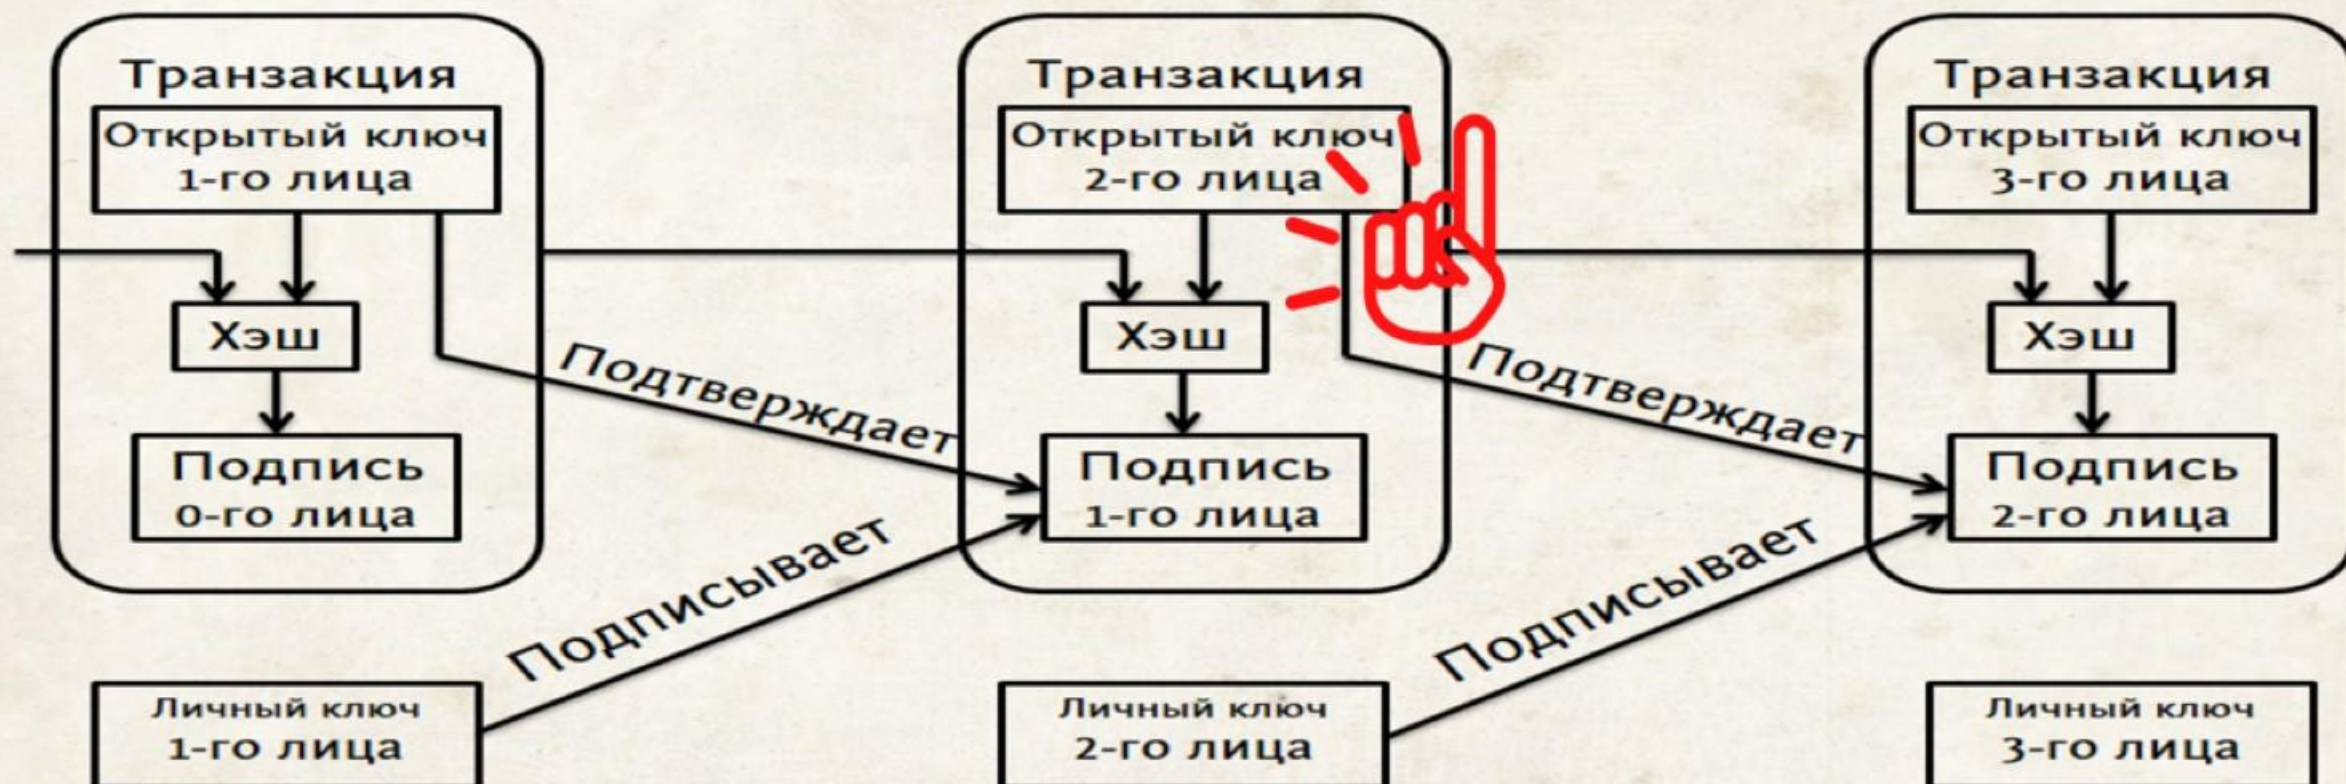 Транзакция
Открытый ключ
1-го лица
Хэш
Подпись
0-го лица
Подтверждает
Подписывает
Личный ключ
1-го лица
Транзакция
Открытый ключ
2-го лица
Хэш
Подпись
1-го лица
Подтверждает
Подписывает
Личный ключ
2-го лица
Транзакция
Открытый ключ
3-го лица
Хэш
Подпись
2-го лица
Личный ключ
3-го лица